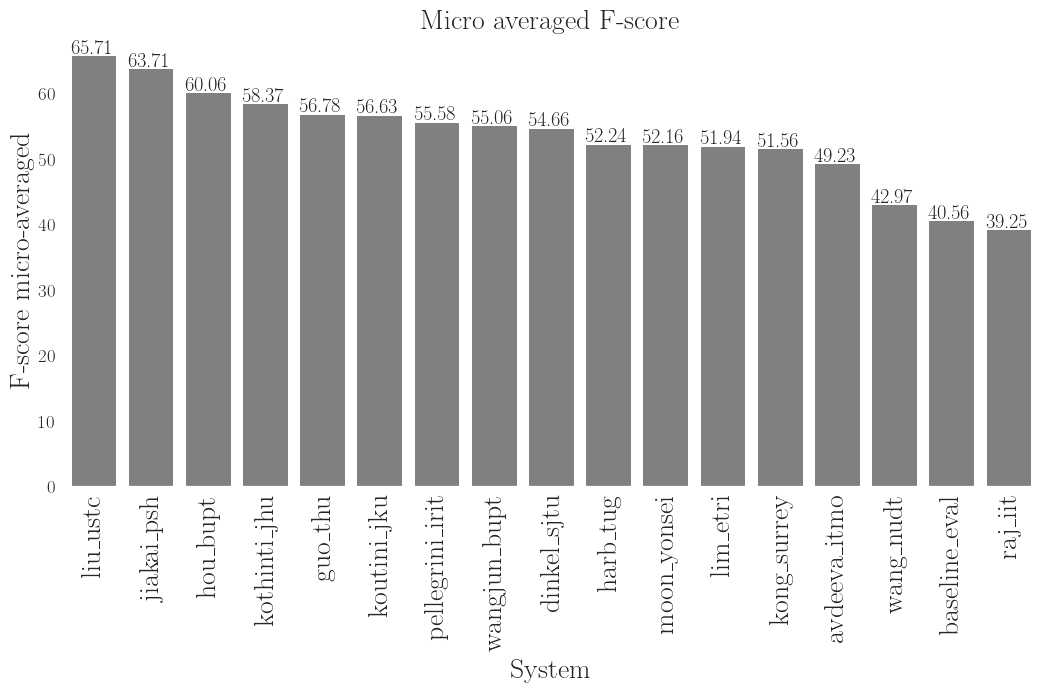 Micro averaged F-score
65.71
63.71
60.06
58.37
56.78
56.63
55.58
55.06
54.66
52.24
52.16
51.94
51.56
49.23
42.97
40.56
39.25
F-score micro-averaged
60
50
40
30
20
10
0
liu_ustc
jiakai_psh
hou_bupt
kothinti_jhu
guo_thu
koutini_jku
pellegrini_irit
wangjun_bupt
dinkel_sjtu
harb_tug
moon_yonsei
lim_etri
kong_surrey
avdeeva_itmo
wang_nudt
baseline_eval
raj_iit
System